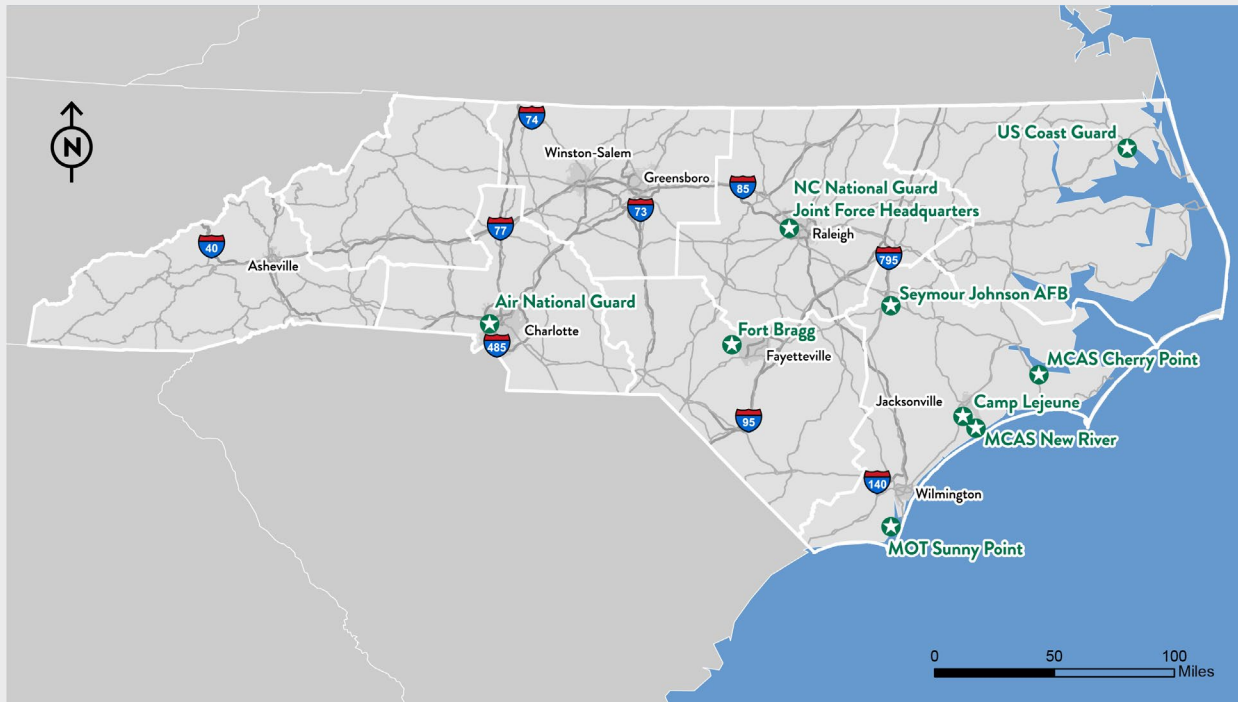 N
74
US Coast Guard
Winston-Salem
Greensboro
85
NC National Guard
Joint Force Headquarters
73
77
Raleigh
40
Asheville
795
Air National Guard
Seymour Johnson AFB
Charlotte
485
Fort Bragg
Fayetteville
MCAS Cherry Point
Jacksonville
Camp Lejeune
95
MCAS New River
140
Wilmington
MOT Sunny Point
0 50 100
Miles